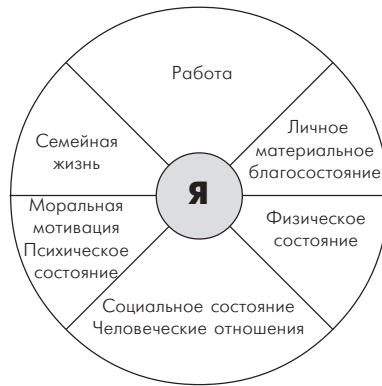 Работа
Личное
материальное
благосостояние
Физическое
состояние
Социальное состояние
Человеческие отношения
Моральная
мотивация
Психическое
состояние
Семейная
жизнь
Я